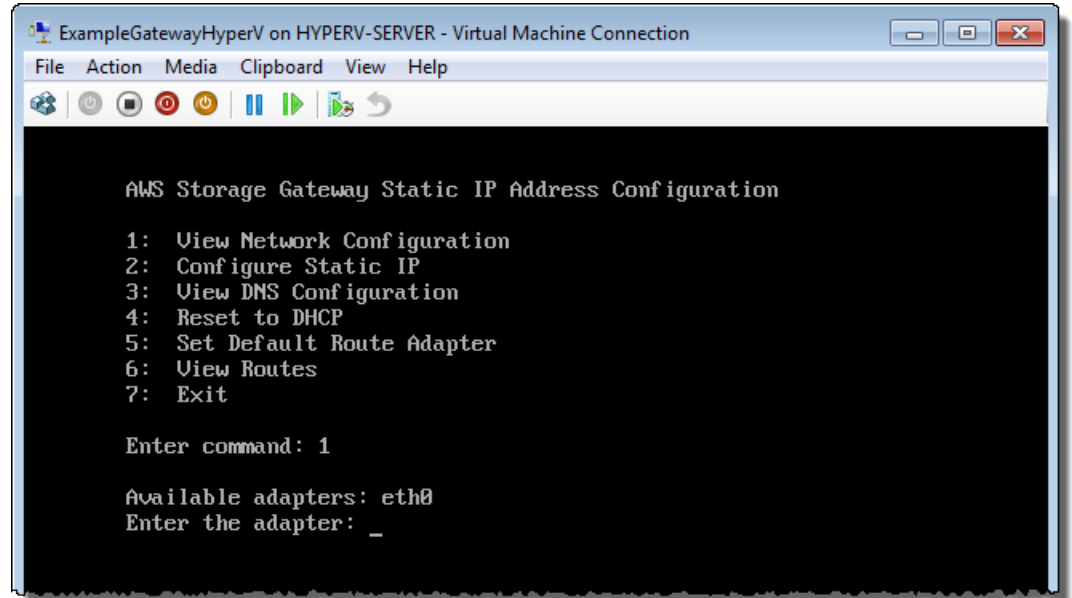 ExampleGatewayHyperV on HYPERV-SERVER - Virtual Machine Connection
File Action Media Clipboard View Help
AWS Storage Gateway Static IP Address Configuration
1: View Network Configuration
2: Configure Static IP
3: View DNS Configuration
4: Reset to DHCP
5: Set Default Route Adapter
6: View Routes
7: Exit
Enter command: 1
Available adapters: eth0
Enter the adapter: _